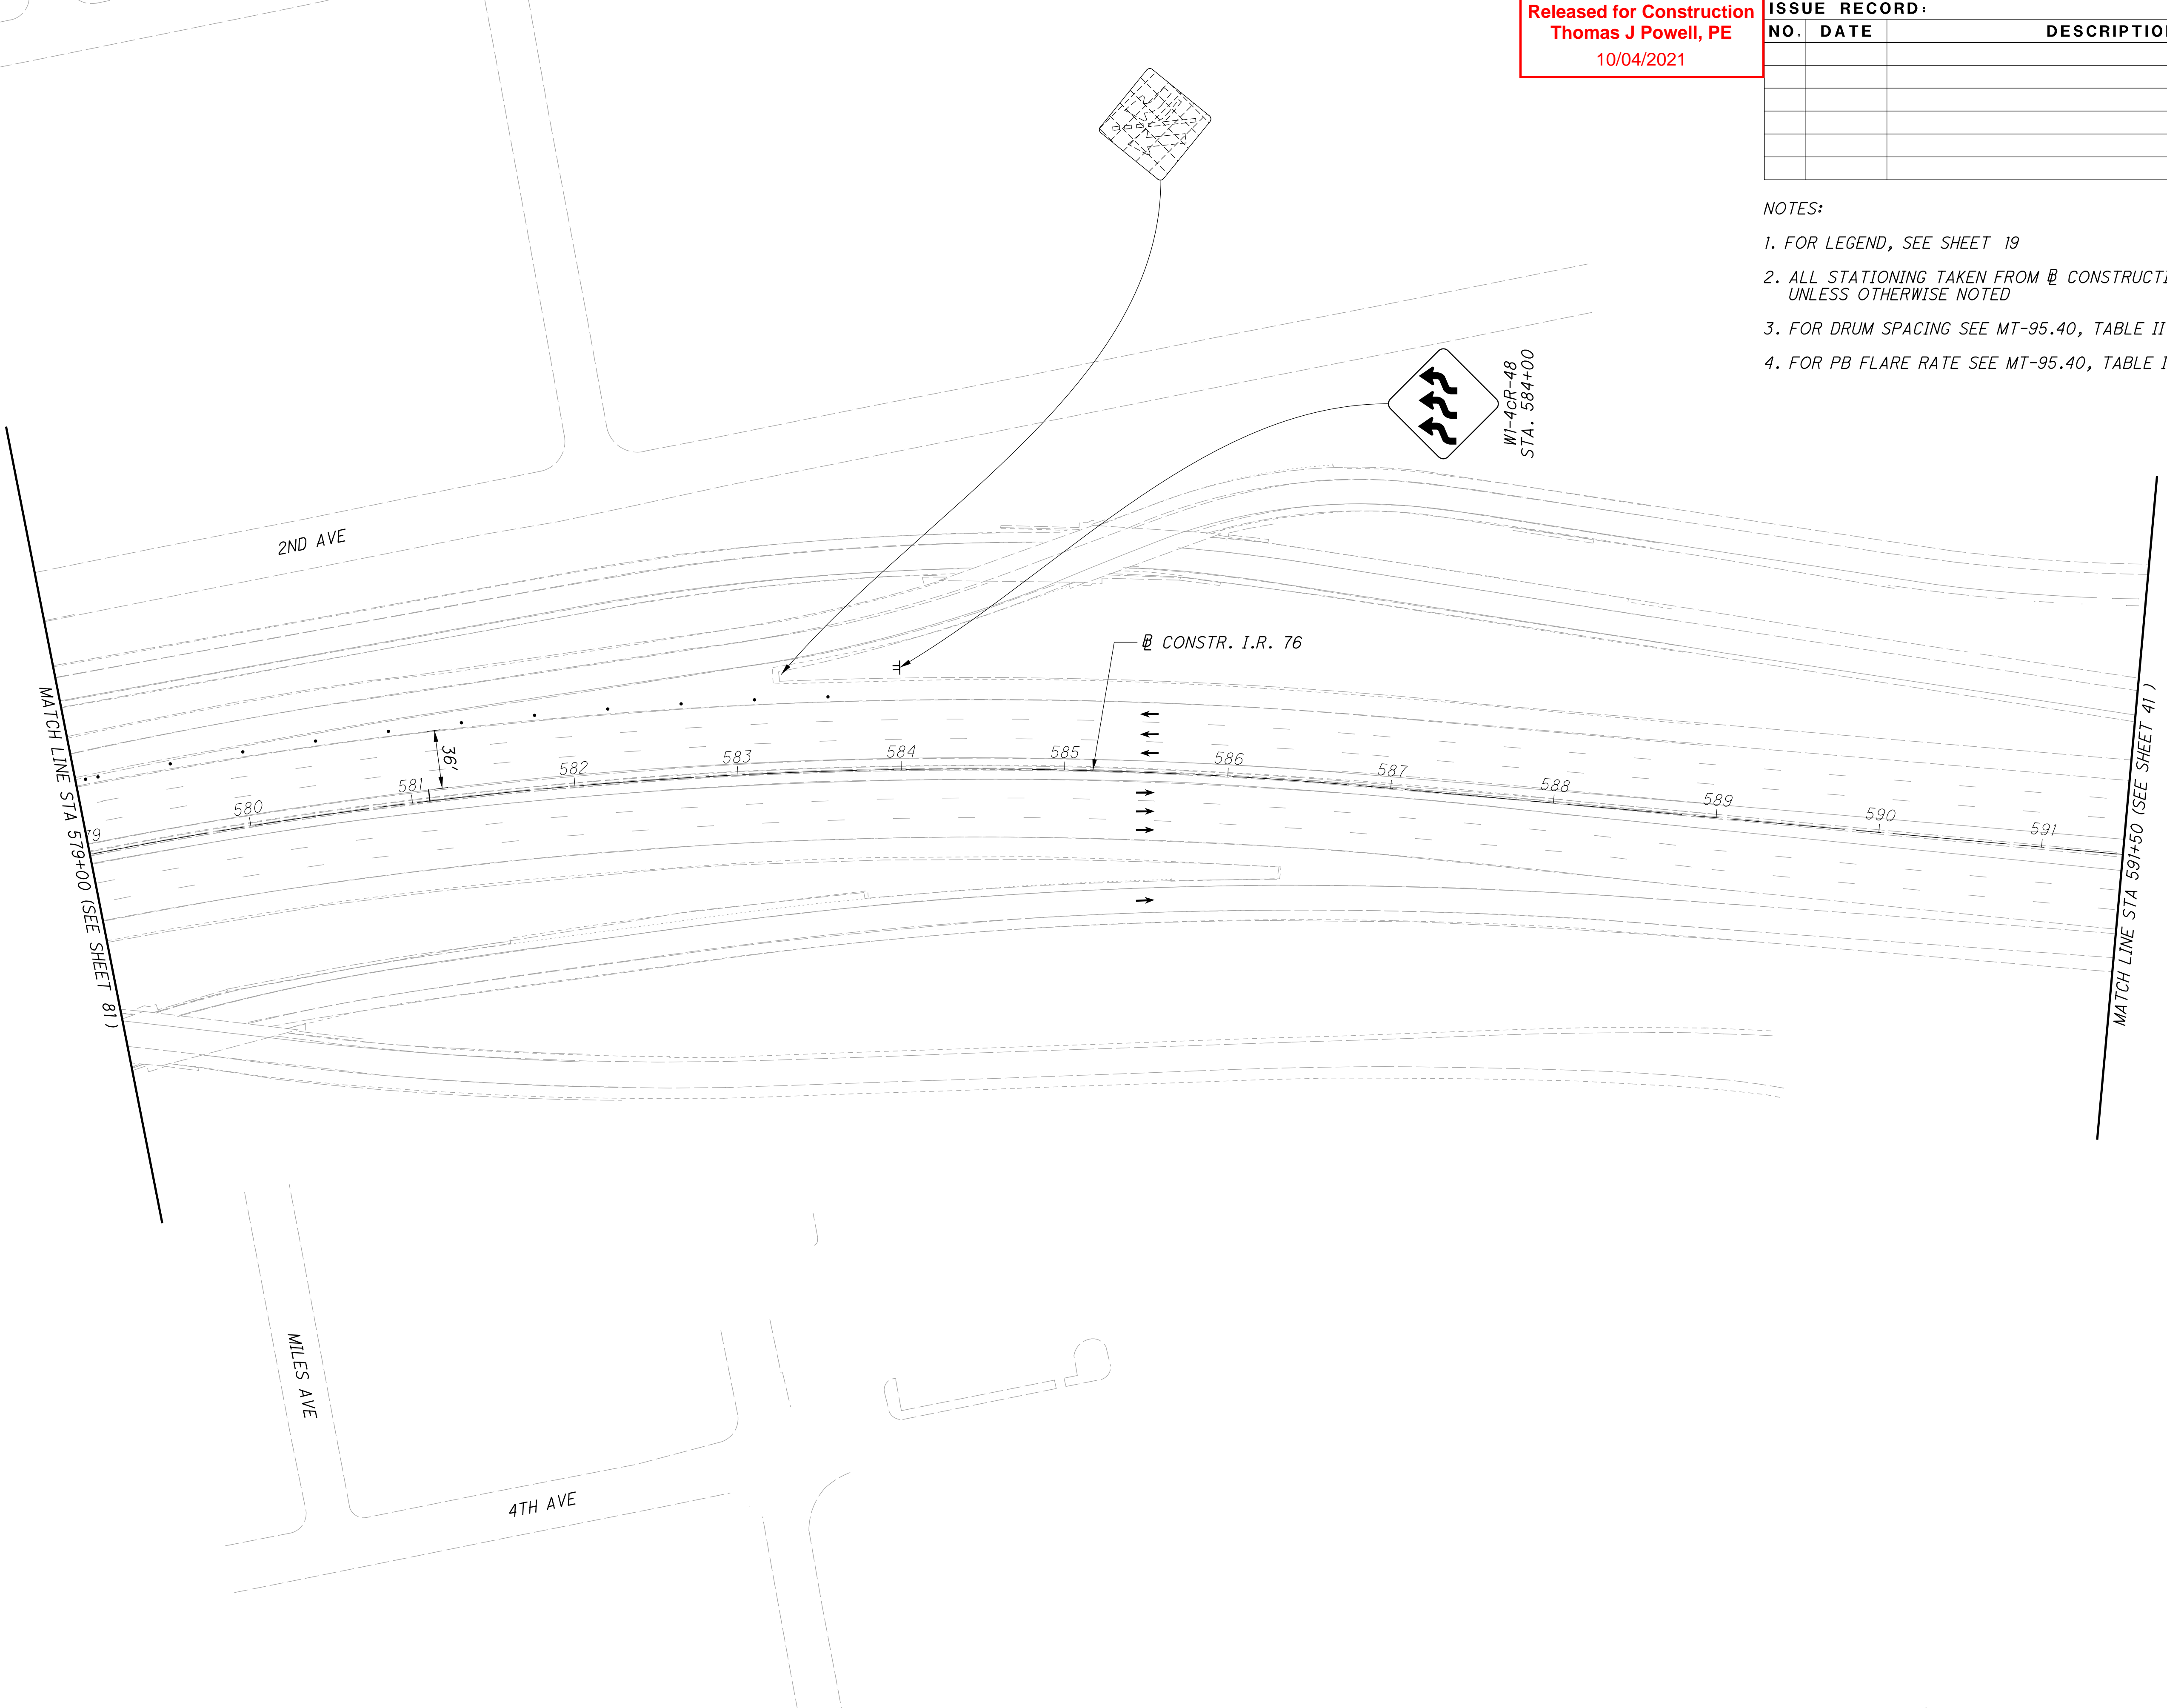 Released for Construction
Thomas J Powell, PE
10/04/2021
ISSUE RECORD:
NO. DATE
NOTES:
1. FOR LEGEND, SEE SHEET 19
2. ALL STATIONING TAKEN FROM ℄ 
UNLESS OTHERWISE NOTED
3. FOR DRUM SPACING SEE MT-95.40, TABLE II
4. FOR PB FLARE RATE SEE MT-95.40, TABLE
W1-4cR-48
STA. 584+00
2ND AVE
℄ CONSTR. I.R. 76
MATCH LINE STA 579+00 (SEE SHEET 81 )
MATCH LINE STA 591+50 (SEE SHEET 41 )
36'
580
581
582
583
584
585
586
587
588
589
590
591
MILES AVE
4TH AVE